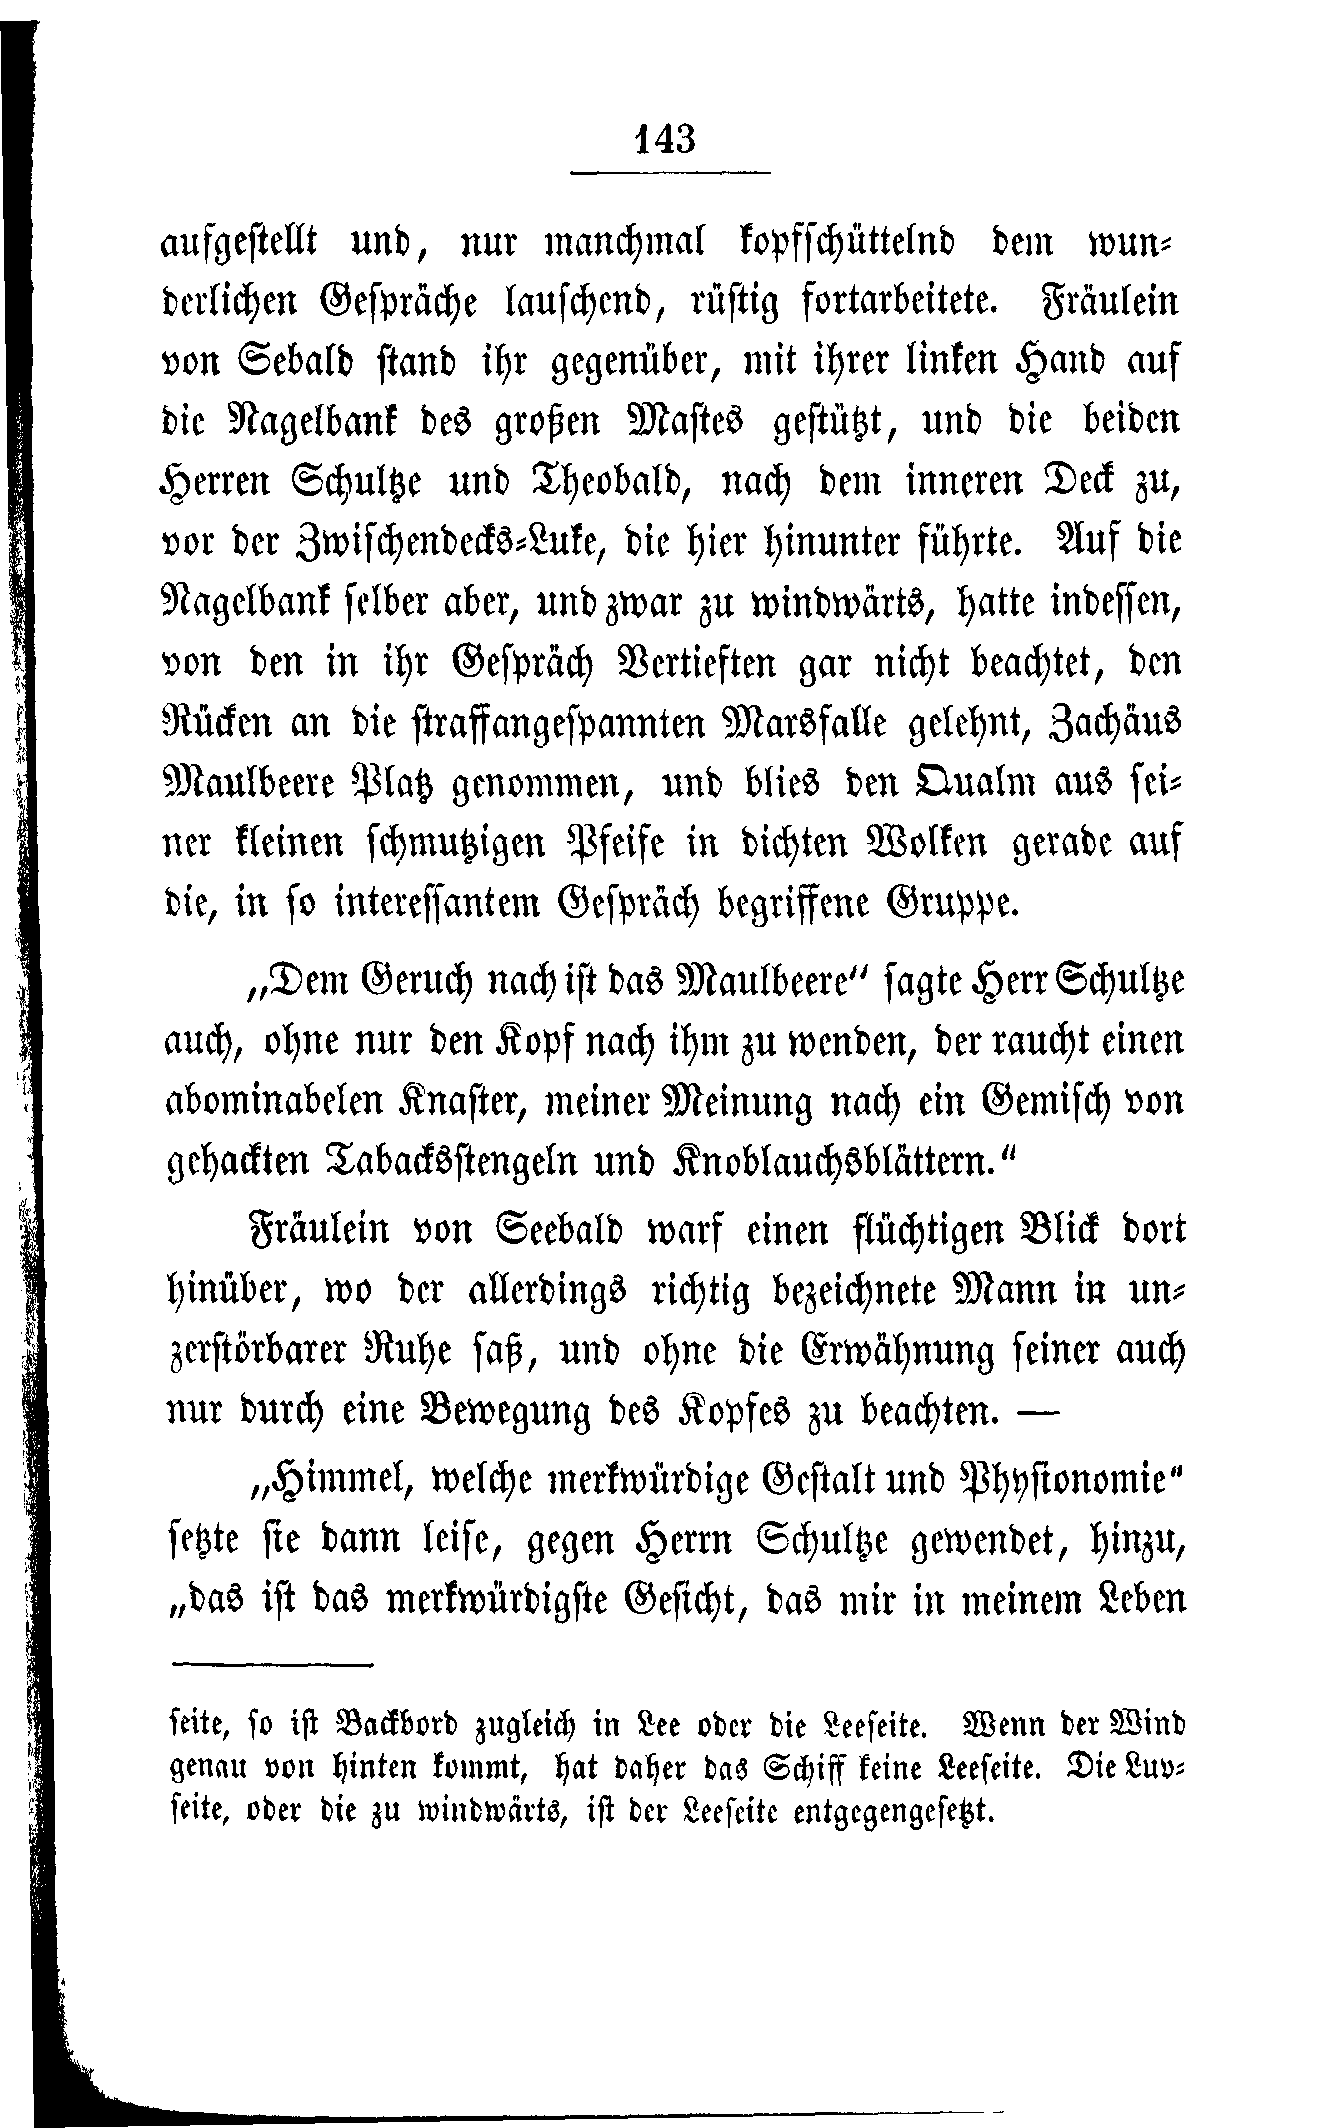 143
aufgestellt und, nur manchmal kopfschüttelnd dem wun-
derlichen Gespräche lauschend, rüstig fortarbeitete. Fräulein
von Sebald stand ihr gegenüber, mit ihrer linken Hand auf
die Nagelbank des großen Mastes gestützt, und die beiden
Herren Schultze und Theobald, nach dem inneren Deck zu,
vor der Zwischendecks-Luke, die hier hinunter führte. Auf die
Nagelbank selber aber, und zwar zu windwärts, hatte indessen,
von den in ihr Gespräch Vertieften gar nicht beachtet, den
Rücken an die straffangespannten Marsfalle gelehnt, Zachäus
Maulbeere Platz genommen, und blies den Qualm aus sei-
ner kleinen schmutzigen Pfeife in dichten Wolken gerade auf
die, in so interessantem Gespräch begriffene Gruppe.
„Dem Geruch nach ist das Maulbeere“ sagte Herr Schultze
auch, ohne nur den Kopf nach ihm zu wenden, der raucht einen
abominabelen Knaster, meiner Meinung nach ein Gemisch von
gehackten Tabacksstengeln und Knoblauchsblättern.“
Fräulein von Seebald warf einen flüchtigen Blick dort
hinüber, wo der allerdings richtig bezeichnete Mann in un-
zerstörbarer Ruhe saß, und ohne die Erwähnung seiner auch
nur durch eine Bewegung des Kopfes zu beachten. —
„Himmel, welche merkwürdige Gestalt und Physionomie“
setzte sie dann leise, gegen Herrn Schultze gewendet, hinzu,
„das ist das merkwürdigste Gesicht, das mir in meinem Leben
seite, so ist Backbord zugleich in Lee oder die Leeseite. Wenn der Wind
genau von hinten kommt, hat daher das Schiff keine Leeseite. Die Luv-
seite, oder die zu windwärts, ist der Leeseite entgegengesetzt.